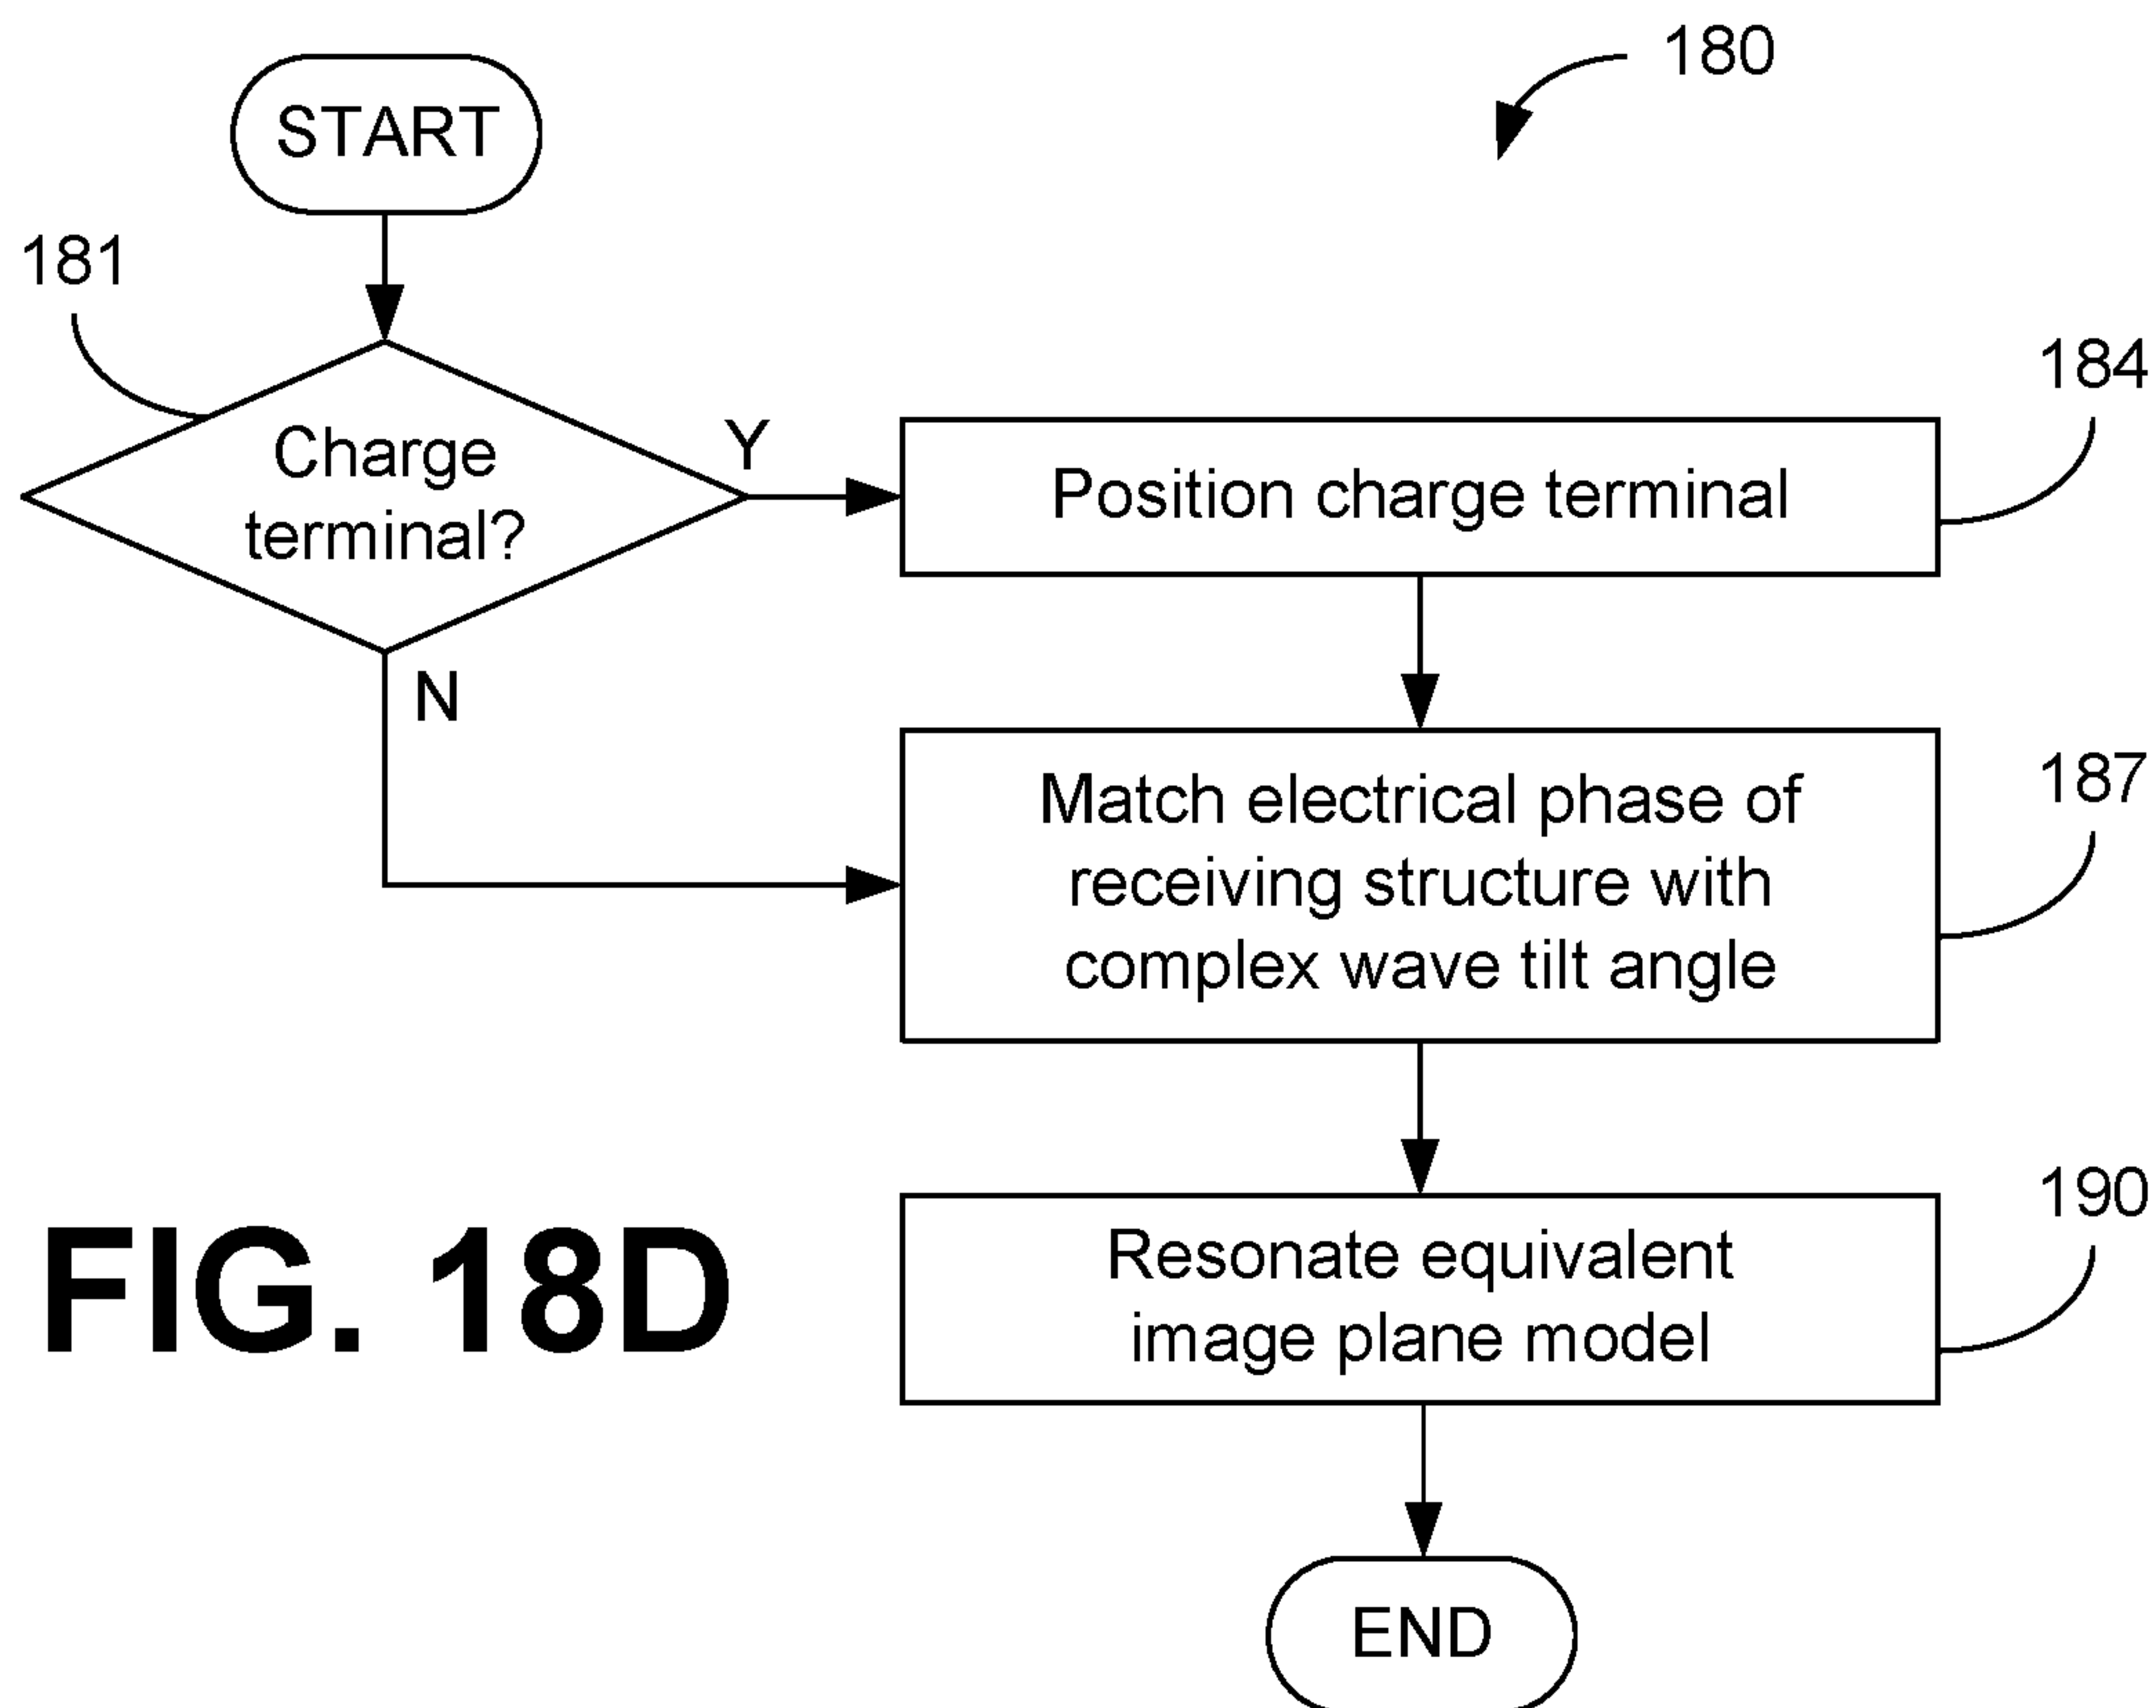 180
START
181
Charge
terminal?
Y
N
184
Position charge terminal
187
Match electrical phase of
receiving structure with
complex wave tilt angle
190
Resonate equivalent
image plane model
END
FIG. 18D